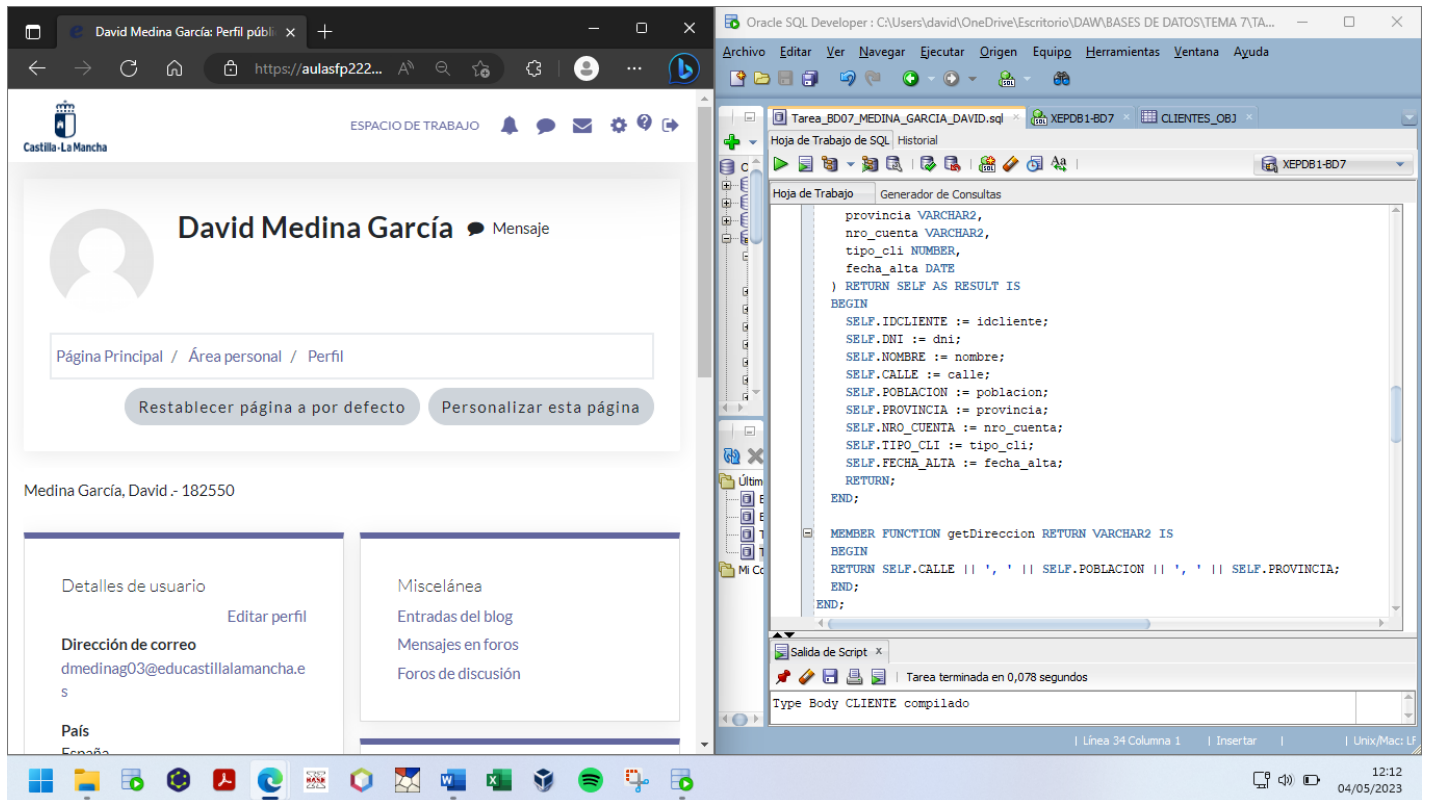 David Medina García: Perfil públi
https://aulasfp222...
Castilla-La Mancha
ESPACIO DE TRABAJO
David Medina García
Mensaje
Página Principal / Área personal / Perfil
Restablecer página a por defecto
Personalizar esta página
Medina García, David .- 182550
Detalles de usuario
Editar perfil
Dirección de correo
dmedinag03@educastillalamancha.e
s
País
España
Miscelánea
Entradas del blog
Mensajes en foros
Foros de discusión
Oracle SQL Developer : C:\Users\david\OneDrive\Escritorio\DAW\BASES DE DATOS\TEMA 7\TA...
Archivo Editar Ver Navegar Ejecutar Origen Equipo Herramientas Ventana Ayuda
Tarea_BD07_MEDINA_GARCIA_DAVID.sql
XEPDB1-BD7
CLIENTES_OBJ
Hoja de Trabajo de SQL Historial
XEPDB1-BD7
Hoja de Trabajo Generador de Consultas
provincia VARCHAR2,
nro_cuenta VARCHAR2,
tipo_cli NUMBER,
fecha_alta DATE
) RETURN SELF AS RESULT IS
BEGIN
SELF.IDCLIENTE := idcliente;
SELF.DNI := dni;
SELF.NOMBRE := nombre;
SELF.CALLE := calle;
SELF.POBLACION := poblacion;
SELF.PROVINCIA := provincia;
SELF.NRO_CUENTA := nro_cuenta;
SELF.TIPO_CLI := tipo_cli;
SELF.FECHA_ALTA := fecha_alta;
RETURN;
END;
MEMBER FUNCTION getDireccion RETURN VARCHAR2 IS
BEGIN
RETURN SELF.CALLE || ', ' || SELF.POBLACION || ', ' || SELF.PROVINCIA;
END;
END;
Últim
Mi Co
Salida de Script
Tarea terminada en 0,078 segundos
Type Body CLIENTE compilado
Línea 34 Columna 1 | Insertar | Unix/Mac: LF
12:12
04/05/2023